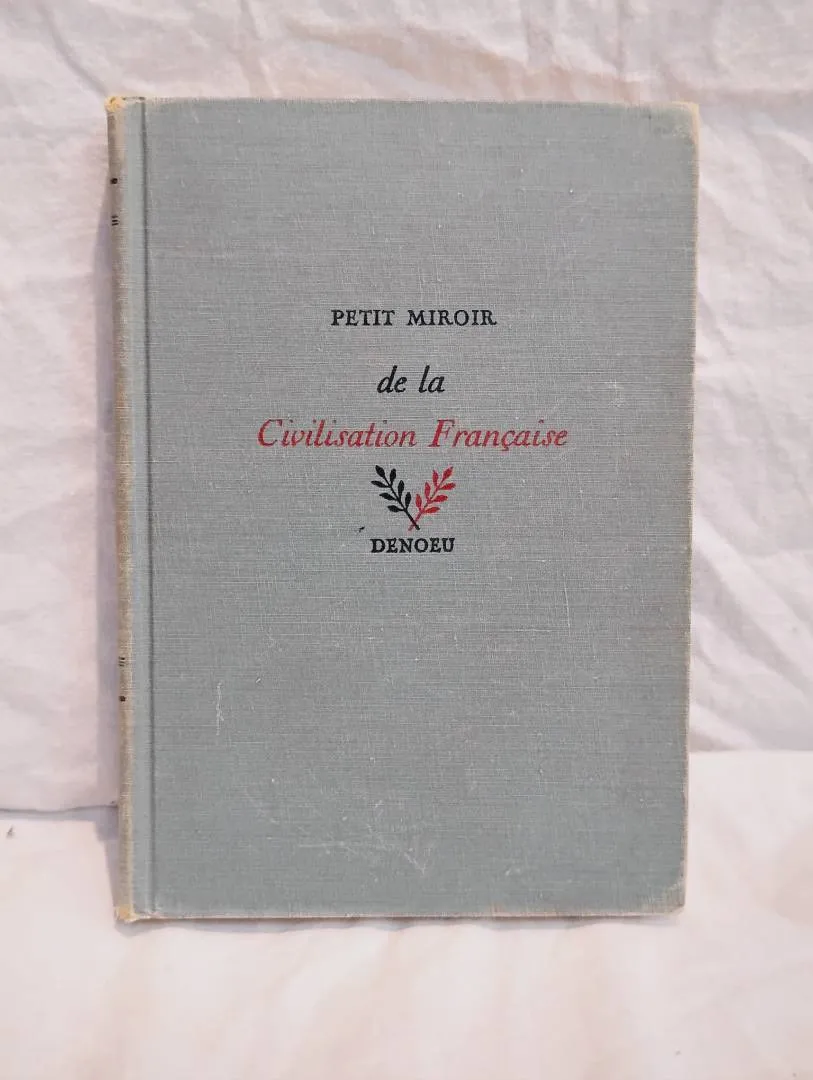 PETIT MIROIR
de la
Civilisation Française
DENOEU